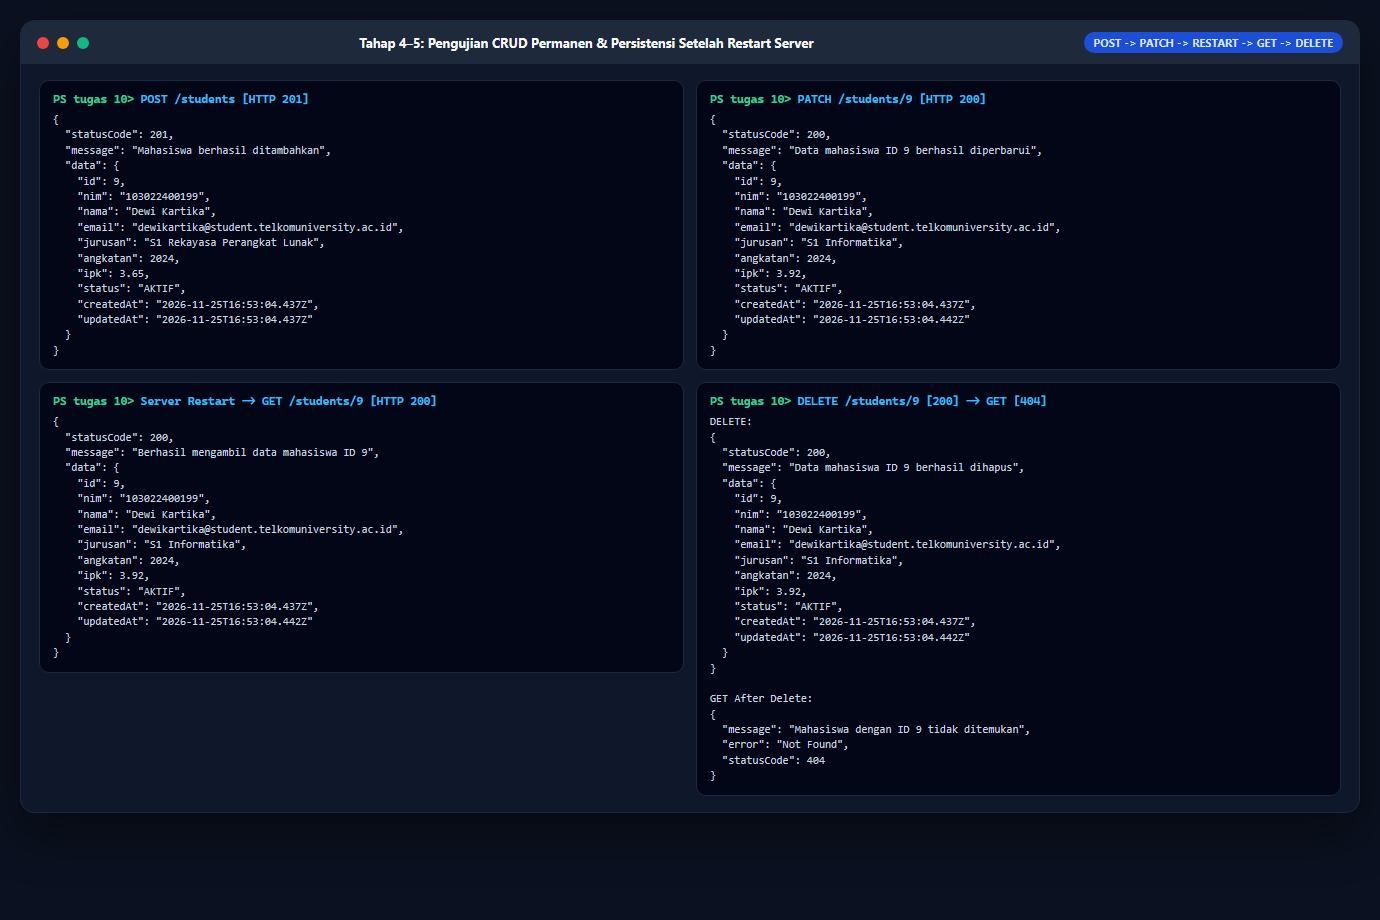 Tahap 4–5: Pengujian CRUD Permanen & Persistensi Setelah Restart Server
POST -> PATCH -> RESTART -> GET -> DELETE
PS tugas 10> POST /students [HTTP 201]
{
  "statusCode": 201,
  "message": "Mahasiswa berhasil ditambahkan",
  "data": {
    "id": 9,
    "nim": "103022400199",
    "nama": "Dewi Kartika",
    "email": "dewikartika@student.telkomuniversity.ac.id",
    "jurusan": "S1 Rekayasa Perangkat Lunak",
    "angkatan": 2024,
    "ipk": 3.65,
    "status": "AKTIF",
    "createdAt": "2026-11-25T16:53:04.437Z",
    "updatedAt": "2026-11-25T16:53:04.437Z"
  }
}
PS tugas 10> PATCH /students/9 [HTTP 200]
{
  "statusCode": 200,
  "message": "Data mahasiswa ID 9 berhasil diperbarui",
  "data": {
    "id": 9,
    "nim": "103022400199",
    "nama": "Dewi Kartika",
    "email": "dewikartika@student.telkomuniversity.ac.id",
    "jurusan": "S1 Informatika",
    "angkatan": 2024,
    "ipk": 3.92,
    "status": "AKTIF",
    "createdAt": "2026-11-25T16:53:04.437Z",
    "updatedAt": "2026-11-25T16:53:04.442Z"
  }
}
PS tugas 10> Server Restart —> GET /students/9 [HTTP 200]
{
  "statusCode": 200,
  "message": "Berhasil mengambil data mahasiswa ID 9",
  "data": {
    "id": 9,
    "nim": "103022400199",
    "nama": "Dewi Kartika",
    "email": "dewikartika@student.telkomuniversity.ac.id",
    "jurusan": "S1 Informatika",
    "angkatan": 2024,
    "ipk": 3.92,
    "status": "AKTIF",
    "createdAt": "2026-11-25T16:53:04.437Z",
    "updatedAt": "2026-11-25T16:53:04.442Z"
  }
}
PS tugas 10> DELETE /students/9 [200] —> GET [404]
DELETE:
{
  "statusCode": 200,
  "message": "Data mahasiswa ID 9 berhasil dihapus",
  "data": {
    "id": 9,
    "nim": "103022400199",
    "nama": "Dewi Kartika",
    "email": "dewikartika@student.telkomuniversity.ac.id",
    "jurusan": "S1 Informatika",
    "angkatan": 2024,
    "ipk": 3.92,
    "status": "AKTIF",
    "createdAt": "2026-11-25T16:53:04.437Z",
    "updatedAt": "2026-11-25T16:53:04.442Z"
  }
}
GET After Delete:
{
  "message": "Mahasiswa dengan ID 9 tidak ditemukan",
  "error": "Not Found",
  "statusCode": 404
}